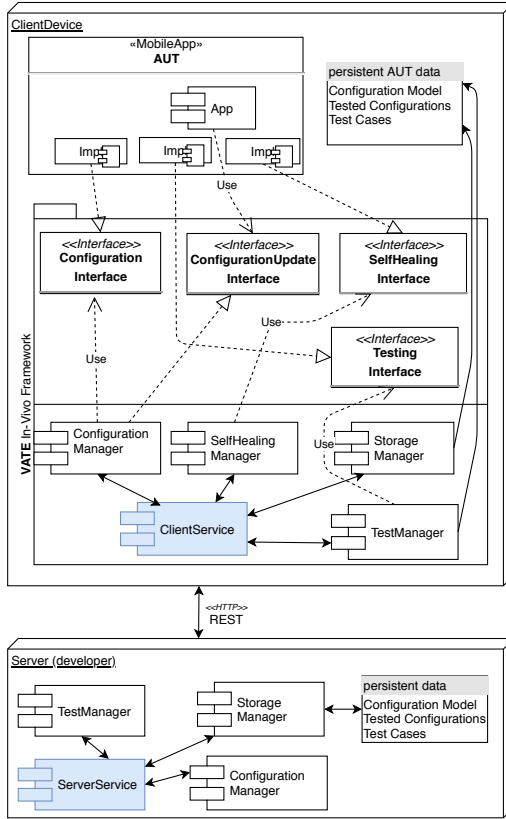 ClientDevice
«MobileApp»
AUT
persistent AUT data
Configuration Model
Tested Configurations
Test Cases
App
Imp
Imp
Imp
Use
<<Interface>>
Configuration
Interface
<<Interface>>
ConfigurationUpdate
Interface
<<Interface>>
SelfHealing
Interface
Use
<<Interface>>
Testing
Interface
Use
VATE In-Vivo Framework
Configuration
Manager
SelfHealing
Manager
Use
Storage
Manager
ClientService
TestManager
<<HTTP>>
REST
Server (developer)
TestManager
Storage
Manager
persistent data
Configuration Model
Tested Configurations
Test Cases
ServerService
Configuration
Manager